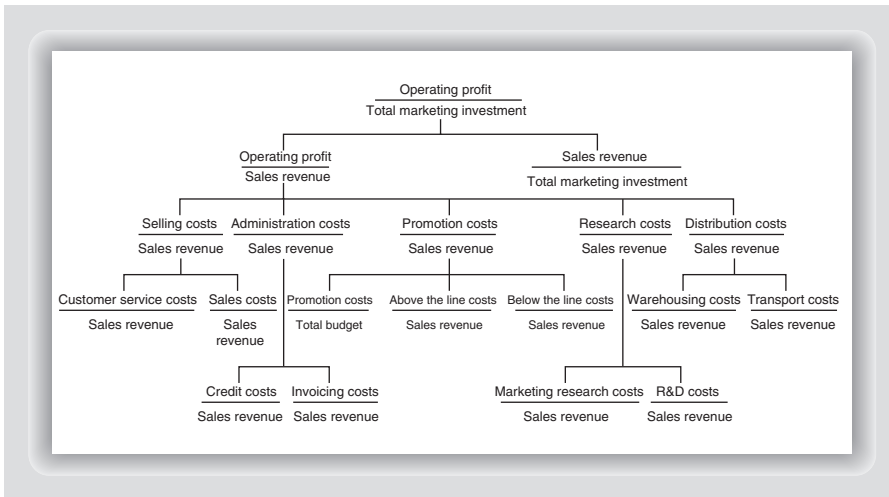 Operating profit
Total marketing investment
Operating profit
Sales revenue
Sales revenue
Total marketing investment
Selling costs
Sales revenue
Administration costs
Sales revenue
Promotion costs
Sales revenue
Research costs
Sales revenue
Distribution costs
Sales revenue
Customer service costs
Sales revenue
Sales costs
Sales
revenue
Promotion costs
Total budget
Above the line costs
Sales revenue
Below the line costs
Sales revenue
Warehousing costs
Sales revenue
Transport costs
Sales revenue
Credit costs
Sales revenue
Invoicing costs
Sales revenue
Marketing research costs
Sales revenue
R&D costs
Sales revenue